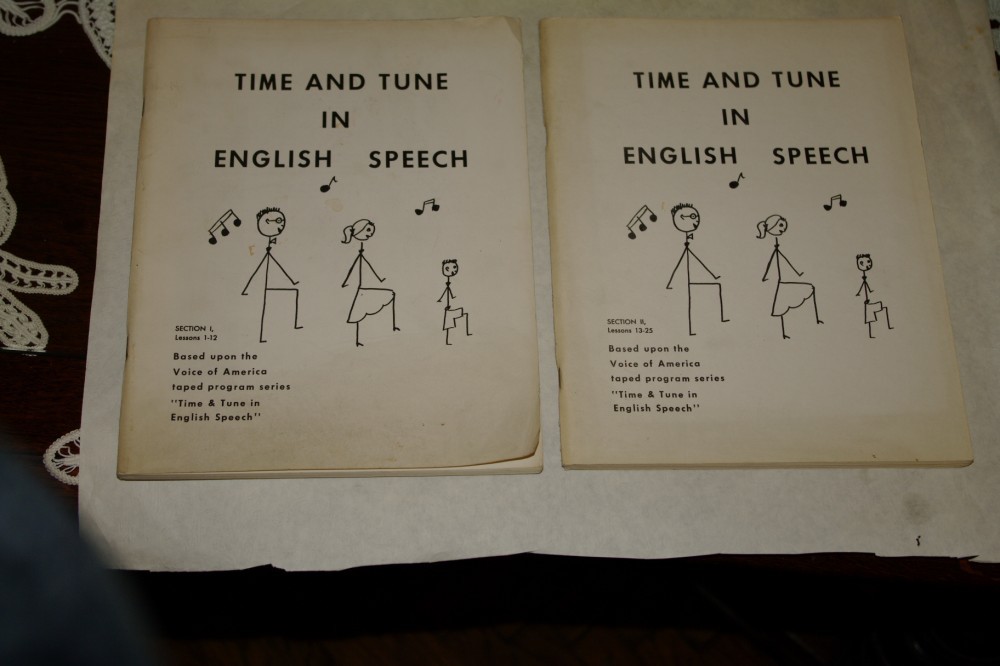 TIME AND TUNE
IN
ENGLISH SPEECH
SECTION I,
Lessons 1-12
Based upon the
Voice of America
taped program series
"Time & Tune in
English Speech"
TIME AND TUNE
IN
ENGLISH SPEECH
SECTION II,
Lessons 13-25
Based upon the
Voice of America
taped program series
"Time & Tune in
English Speech"